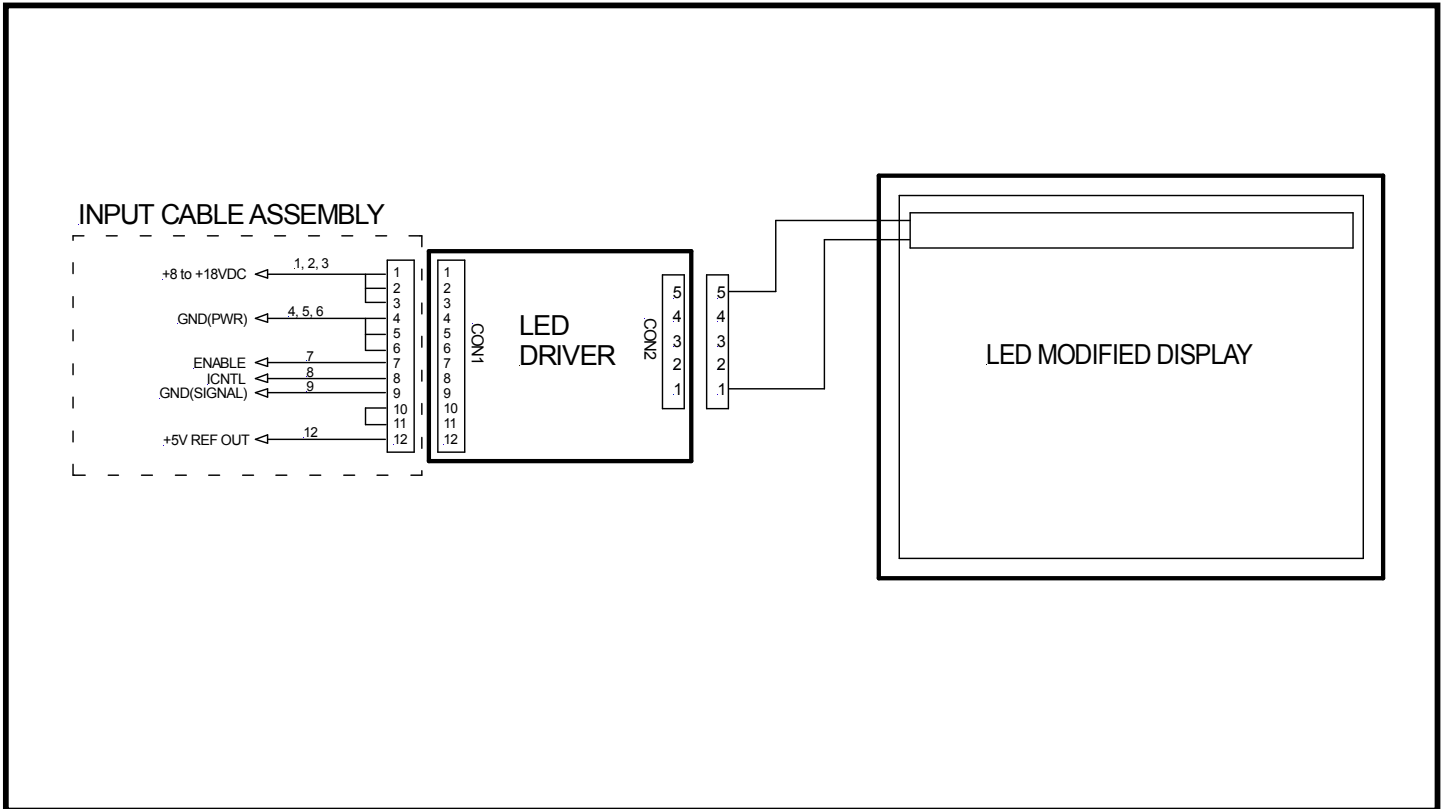 INPUT CABLE ASSEMBLY
+8 to +18VDC
1, 2, 3
GND(PWR)
4, 5, 6
ENABLE
7
ICNTL
8
GND(SIGNAL)
9
+5V REF OUT
12
1
2
3
4
5
6
7
8
9
10
11
12
1
2
3
4
5
6
7
8
9
10
11
12
CON1
LED
DRIVER
CON2
5
4
3
2
1
5
4
3
2
1
LED MODIFIED DISPLAY